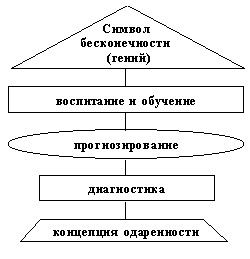 Символ
бесконечности
(гений)
воспитание и обучение
прогнозирование
диагностика
концепция одаренности